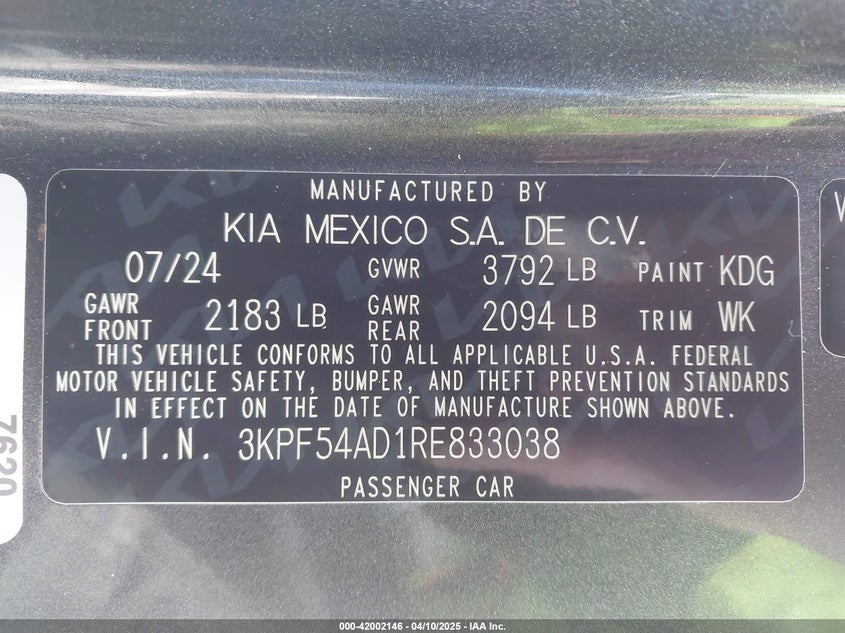 MANUFACTURED BY
KIA MEXICO S.A. DE C.V.
07/24 GVWR 3792 LB PAINT KDG
GAWR FRONT 2183 LB GAWR REAR 2094 LB TRIM WK
THIS VEHICLE CONFORMS TO ALL APPLICABLE U.S.A. FEDERAL
MOTOR VEHICLE SAFETY, BUMPER, AND THEFT PREVENTION STANDARDS
IN EFFECT ON THE DATE OF MANUFACTURE SHOWN ABOVE.
V.I.N. 3KPF54AD1RE833038
PASSENGER CAR
7620
000-42002146 - 04/10/2025 - IAA Inc.